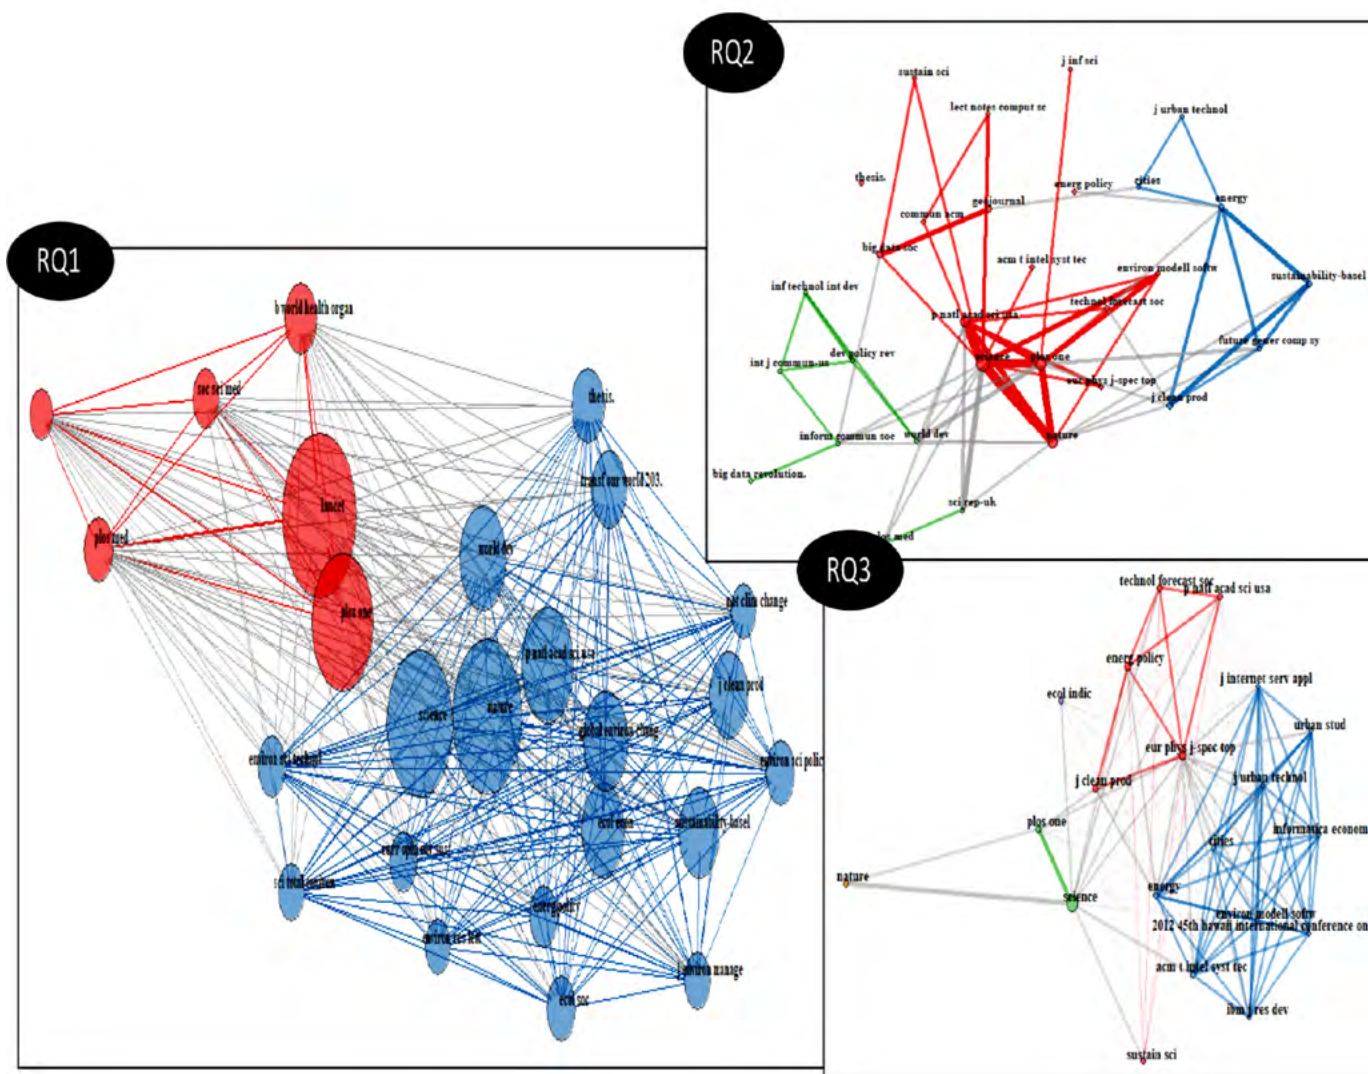 RQ1
b world health organ
soc sci med
lancet
plos med
plos one
thesis.
transf our world 203.
world dev
nat clim change
p natl acad sci usa
j clean prod
science
nature
global environ chang
environ sci technol
environ sci policy
ecol econ
sustainability-basel
curr opin env sust
sci total environ
energ policy
environ res lett
j environ manage
ecol soc
RQ2
j inf sci
sustain sci
lect notes comput sc
j urban technol
thesis.
energ policy
cities
energy
geojournal
commun acm
big data soc
acm t intel syst tec
environ modell softw
sustainability-basel
inf technol int dev
technol forecast soc
p natl acad sci usa
future gener comp sy
dev policy rev
science
plos one
int j commun-us
eur phys j-spec top
j clean prod
inform commun soc
world dev
nature
big data revolution.
sci rep-uk
los med
RQ3
technol forecast soc
p natl acad sci usa
energ policy
j internet serv appl
ecol indic
urban stud
eur phys j-spec top
j clean prod
j urban technol
plos one
informatica econom
cities
nature
science
energy
environ modell softw
2012 45th hawaii international conference on
acm t intel syst tec
ibm j res dev
sustain sci